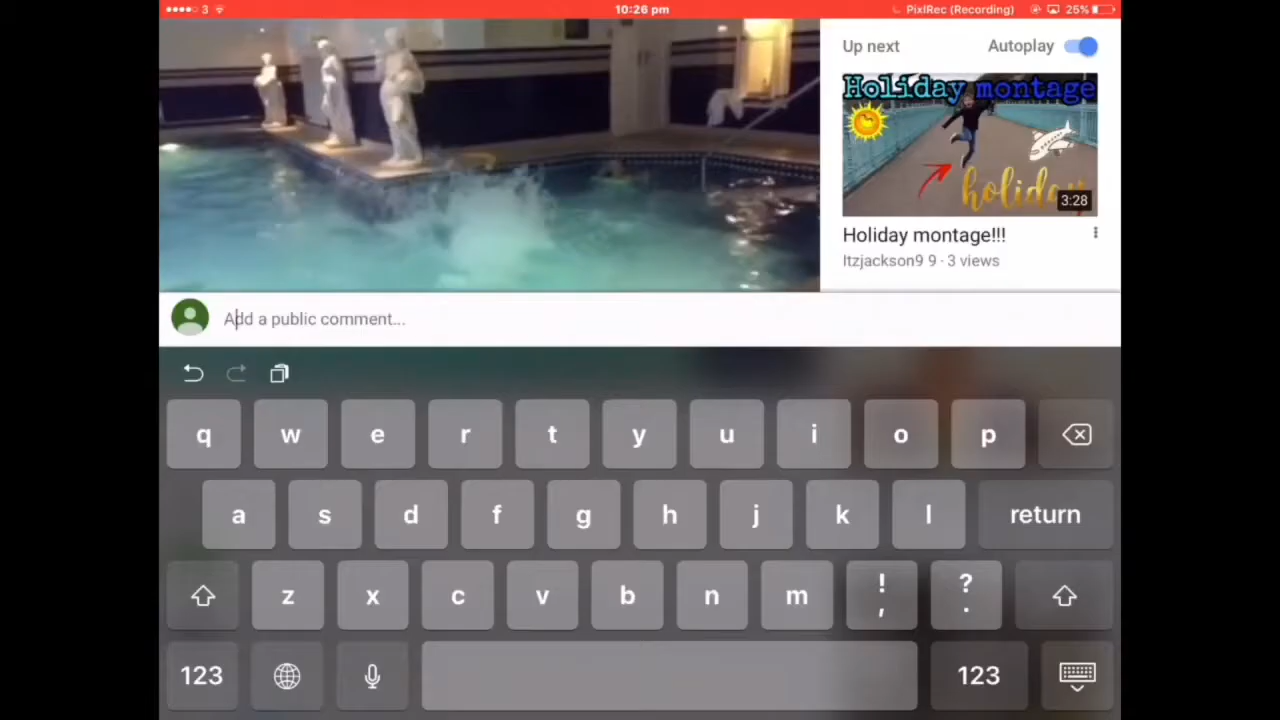 3 10:26 pm PixlRec (Recording) 25%
Up next Autoplay
Holiday montage
holiday
3:28
Holiday montage!!!
Itzjackson9 9 · 3 views
Add a public comment...
q w e r t y u i o p
a s d f g h j k l return
z x c v b n m ! , ? .
123 123